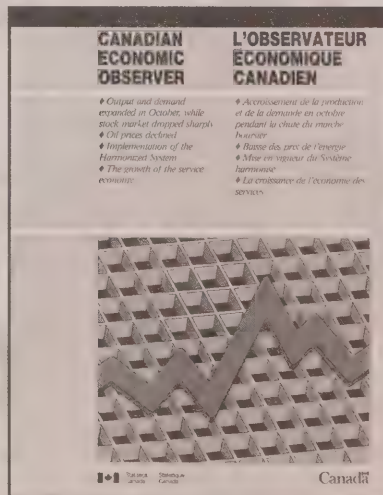 CANADIAN
ECONOMIC
OBSERVER
♦ Output and demand
expanded in October, while
stock market dropped sharply
♦ Oil prices declined
♦ Implementation of the
Harmonized System
♦ The growth of the service
economy
L'OBSERVATEUR
ÉCONOMIQUE
CANADIEN
♦ Accroissement de la production
et de la demande en octobre
pendant la chute du marché
boursier
♦ Baisse des prix de l'énergie
♦ Mise en vigueur du Système
harmonisé
♦ La croissance de l'économie des
services
Statistics
Canada
Statistique
Canada
Canada